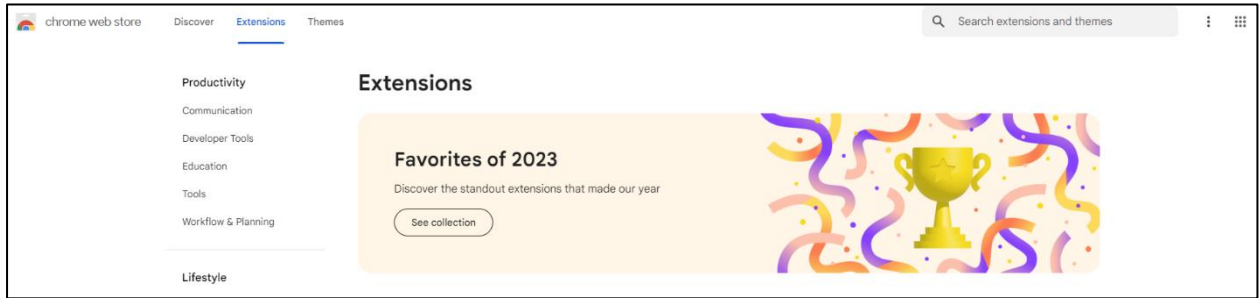 chrome web store Discover Extensions Themes Search extensions and themes
Productivity
Communication
Developer Tools
Education
Tools
Workflow & Planning
Lifestyle
Extensions
Favorites of 2023
Discover the standout extensions that made our year
See collection